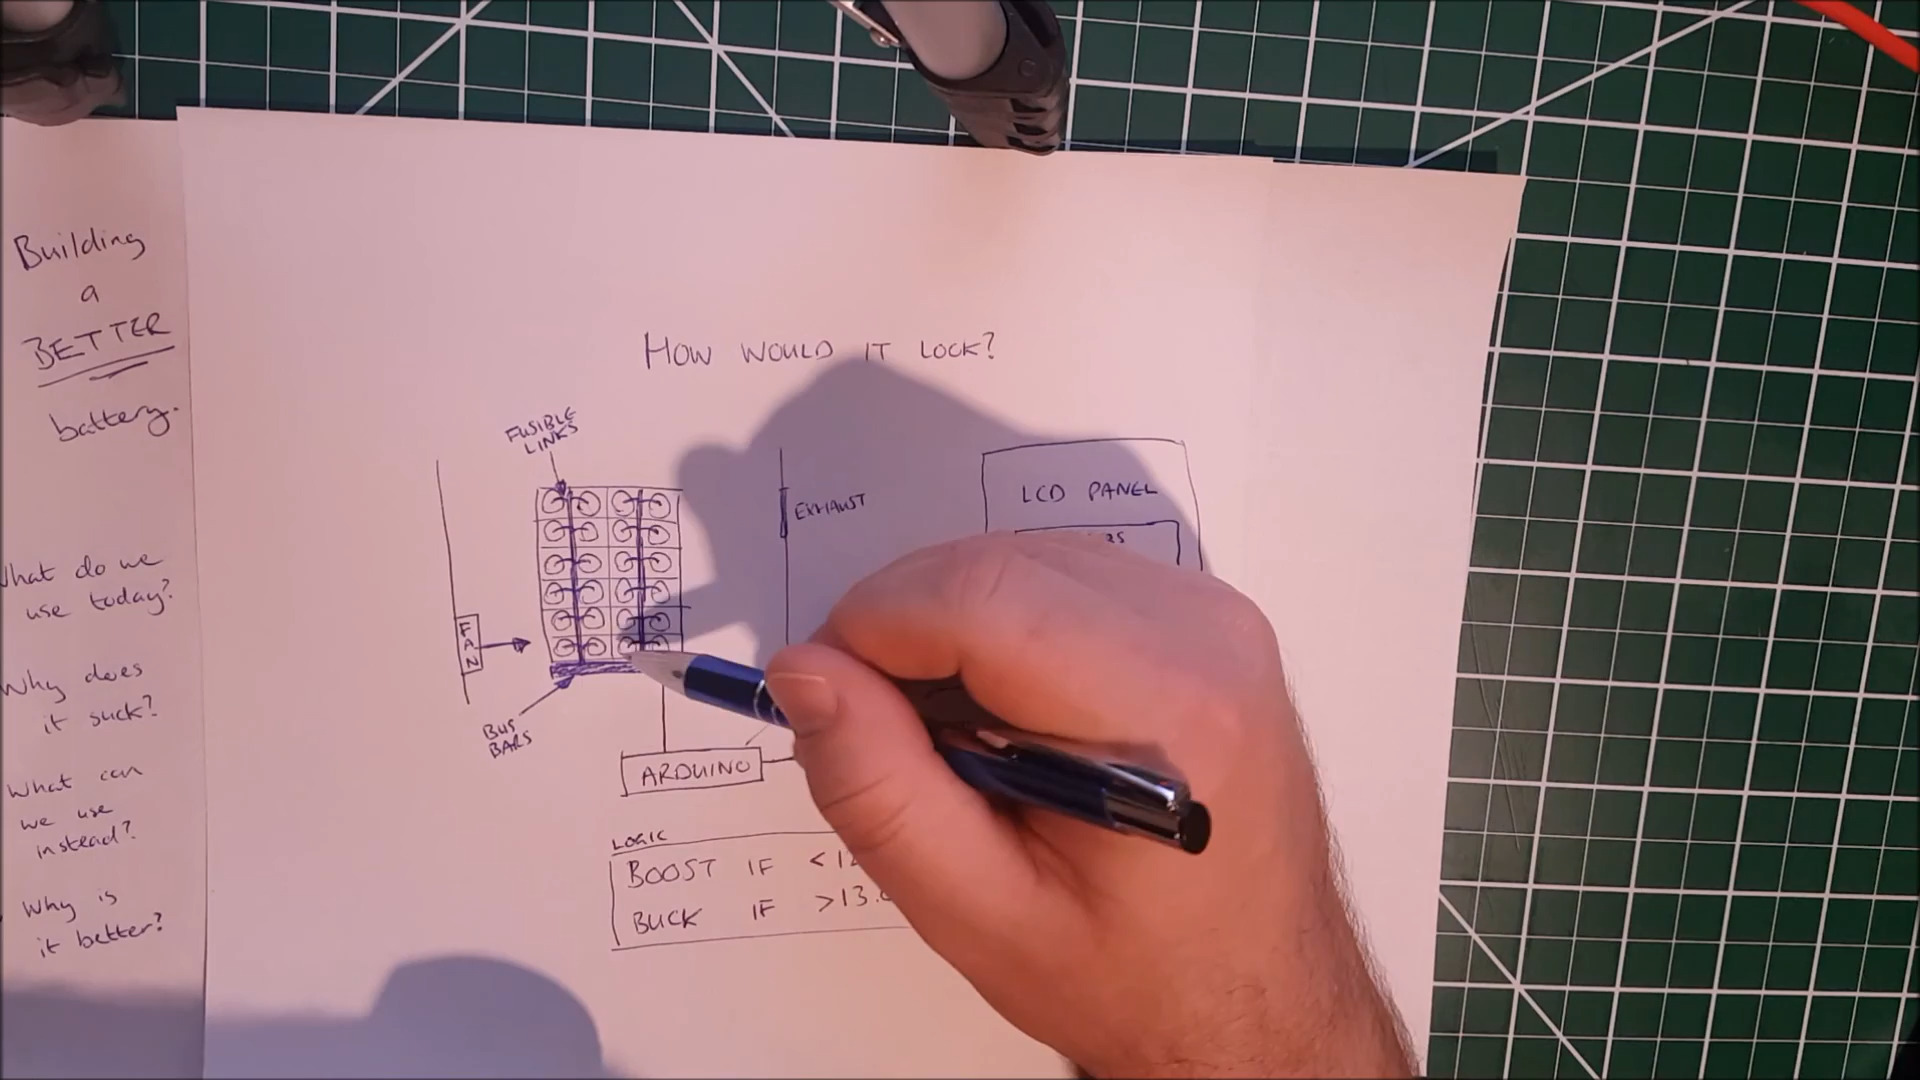 Building
a
BETTER
battery.
What do we
use today?
Why does
it suck?
What can
we use
instead?
Why is
it better?
HOW WOULD IT LOOK?
FUSIBLE
LINKS
FAN
BUS
BARS
EXHAUST
LCD PANEL
ARDUINO
LOGIC
BOOST IF <
BUCK IF >13.